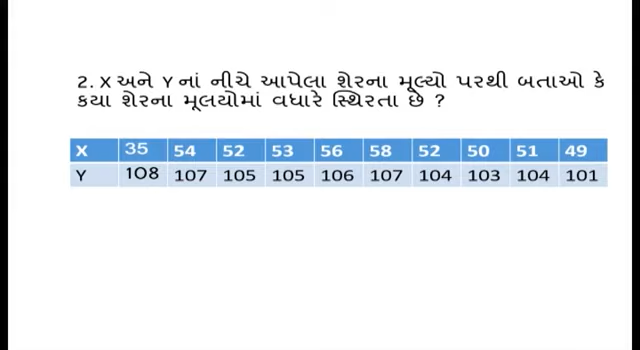 2. X અને Y નાં નીચે આપેલા શેરના મૂલ્યો પરથી બતાઓ કે
કયા શેરના મૂલયોમાં વધારે સ્થિરતા છે ?
X 35 54 52 53 56 58 52 50 51 49
Y 108 107 105 105 106 107 104 103 104 101